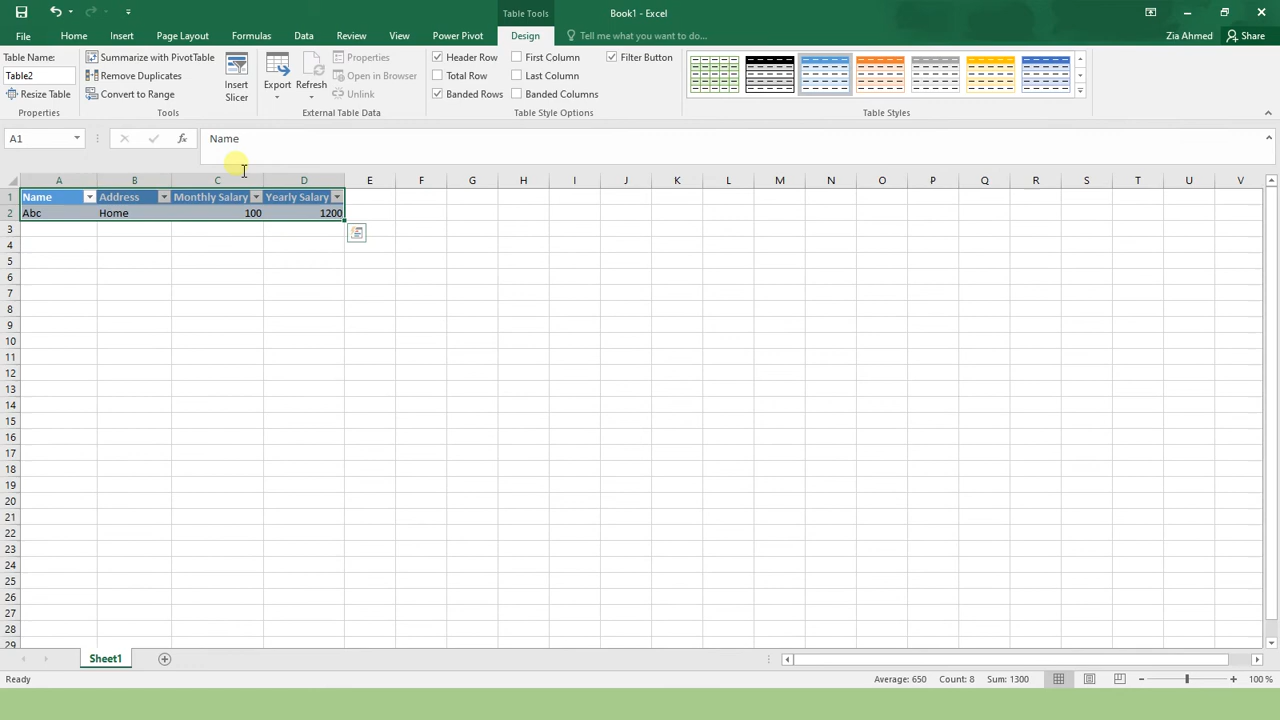 Table Tools
Book1 - Excel
File Home Insert Page Layout Formulas Data Review View Power Pivot Design Tell me what you want to do... Zia Ahmed Share
Table Name:
Table2
Resize Table
Properties
Summarize with PivotTable
Remove Duplicates
Convert to Range
Insert
Slicer
Tools
Export
Refresh
Properties
Open in Browser
Unlink
External Table Data
Header Row First Column Filter Button
Total Row Last Column
Banded Rows Banded Columns
Table Style Options
Table Styles
A1 fx Name
A B C D E F G H I J K L M N O P Q R S T U V
1 Name Address Monthly Salary Yearly Salary
2 Abc Home 100 1200
3
4
5
6
7
8
9
10
11
12
13
14
15
16
17
18
19
20
21
22
23
24
25
26
27
28
29
Sheet1
Ready Average: 650 Count: 8 Sum: 1300 100 %